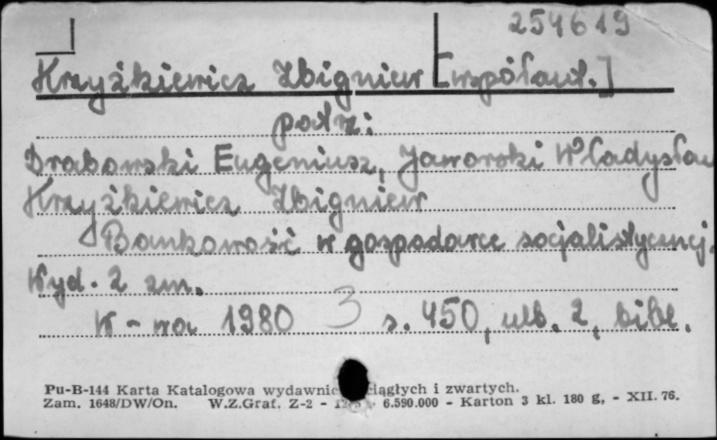 254619
Krzyżkiewicz Zbigniew [współaut.]
patrz:
Drabowski Eugeniusz, Jaworski Władysław
Krzyżkiewicz Zbigniew
Bankowość w gospodarce socjalistycznej.
Wyd. 2 zm.
W-wa 1980 3 s. 450, ulb. 2, bibl.
Pu-B-144 Karta Katalogowa wydawnic ciągłych i zwartych.
Zam. 1648/DW/On. W.Z.Graf. Z-2 - 6.590.000 - Karton 3 kl. 180 g, - XII. 76.